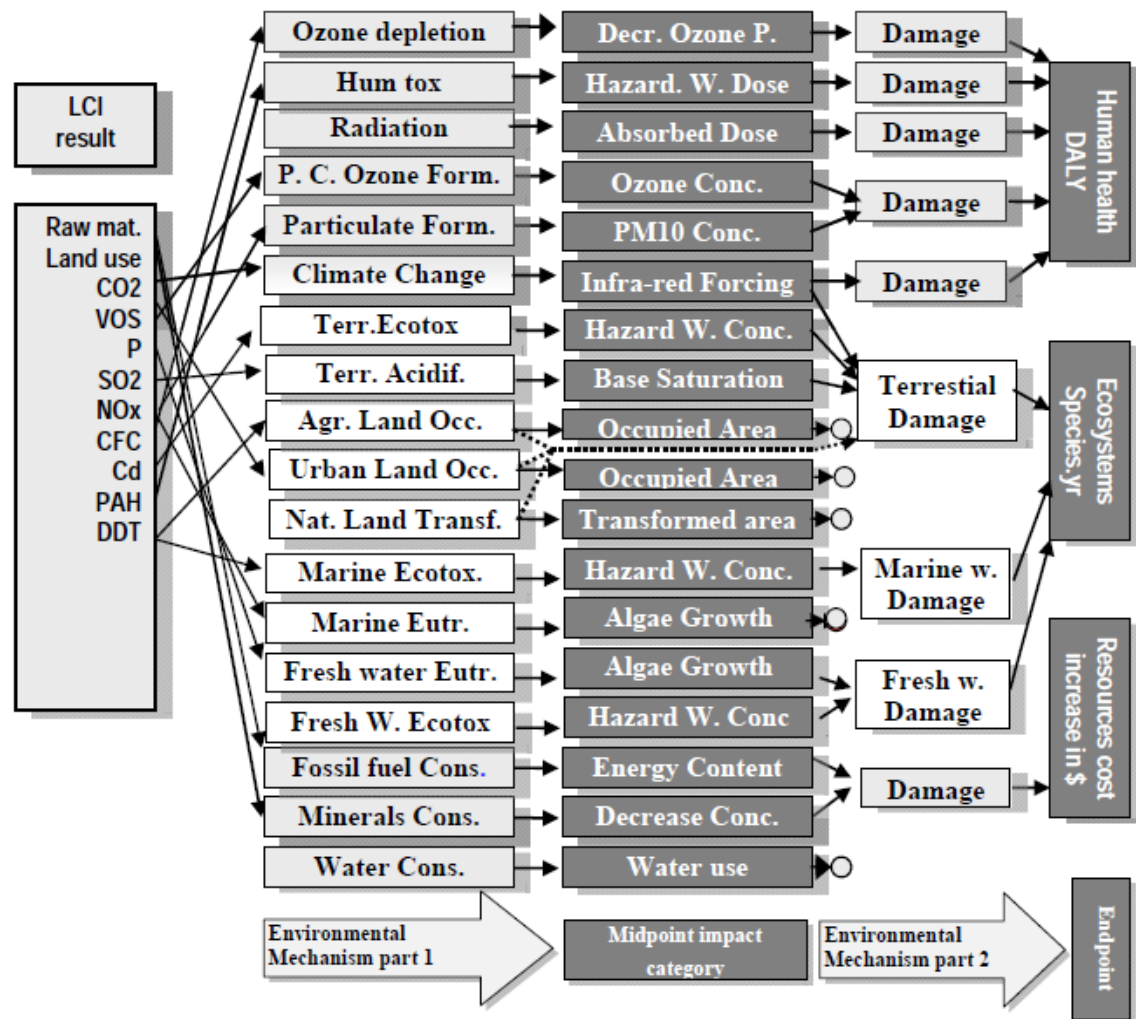 LCI
result
Raw mat.
Land use
CO2
VOS
P
SO2
NOx
CFC
Cd
PAH
DDT
Ozone depletion
Hum tox
Radiation
P. C. Ozone Form.
Particulate Form.
Climate Change
Terr.Ecotox
Terr. Acidif.
Agr. Land Occ.
Urban Land Occ.
Nat. Land Transf.
Marine Ecotox.
Marine Eutr.
Fresh water Eutr.
Fresh W. Ecotox
Fossil fuel Cons.
Minerals Cons.
Water Cons.
Decr. Ozone P.
Hazard. W. Dose
Absorbed Dose
Ozone Conc.
PM10 Conc.
Infra-red Forcing
Hazard W. Conc.
Base Saturation
Occupied Area
Occupied Area
Transformed area
Hazard W. Conc.
Algae Growth
Algae Growth
Hazard W. Conc
Energy Content
Decrease Conc.
Water use
Damage
Damage
Damage
Damage
Damage
Terrestial
Damage
Marine w.
Damage
Fresh w.
Damage
Damage
Human health
DALY
Ecosystems
Species.yr
Resources cost
increase in $
Environmental
Mechanism part 1
Midpoint impact
category
Environmental
Mechanism part 2
Endpoint